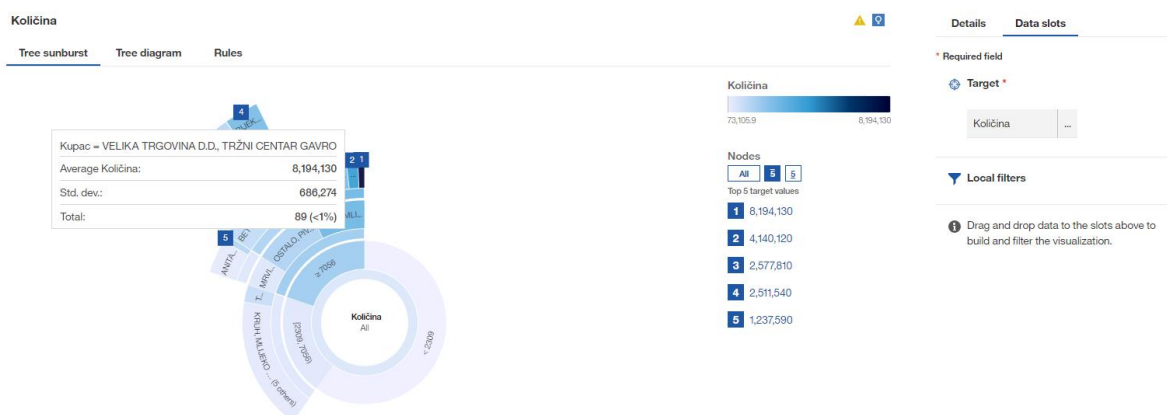 Količina
Tree sunburst
Tree diagram
Rules
Kupac = VELIKA TRGOVINA D.D., TRŽNI CENTAR GAVRO
Average Količina: 8,194,130
Std. dev.: 686,274
Total: 89 (<1%)
4
2 1
5
BET
OSTALO, PIV...
MILI...
ANITA...
MRVI...
T...
≥7056
[2309, 7056)
KRUH, MLIJEKO ... (5 others)
< 2309
Količina
All
Količina
73,105.9
8,194,130
Nodes
All 5 5
Top 5 target values
1 8,194,130
2 4,140,120
3 2,577,810
4 2,511,540
5 1,237,590
Details
Data slots
* Required field
Target *
Količina ...
Local filters
Drag and drop data to the slots above to
build and filter the visualization.